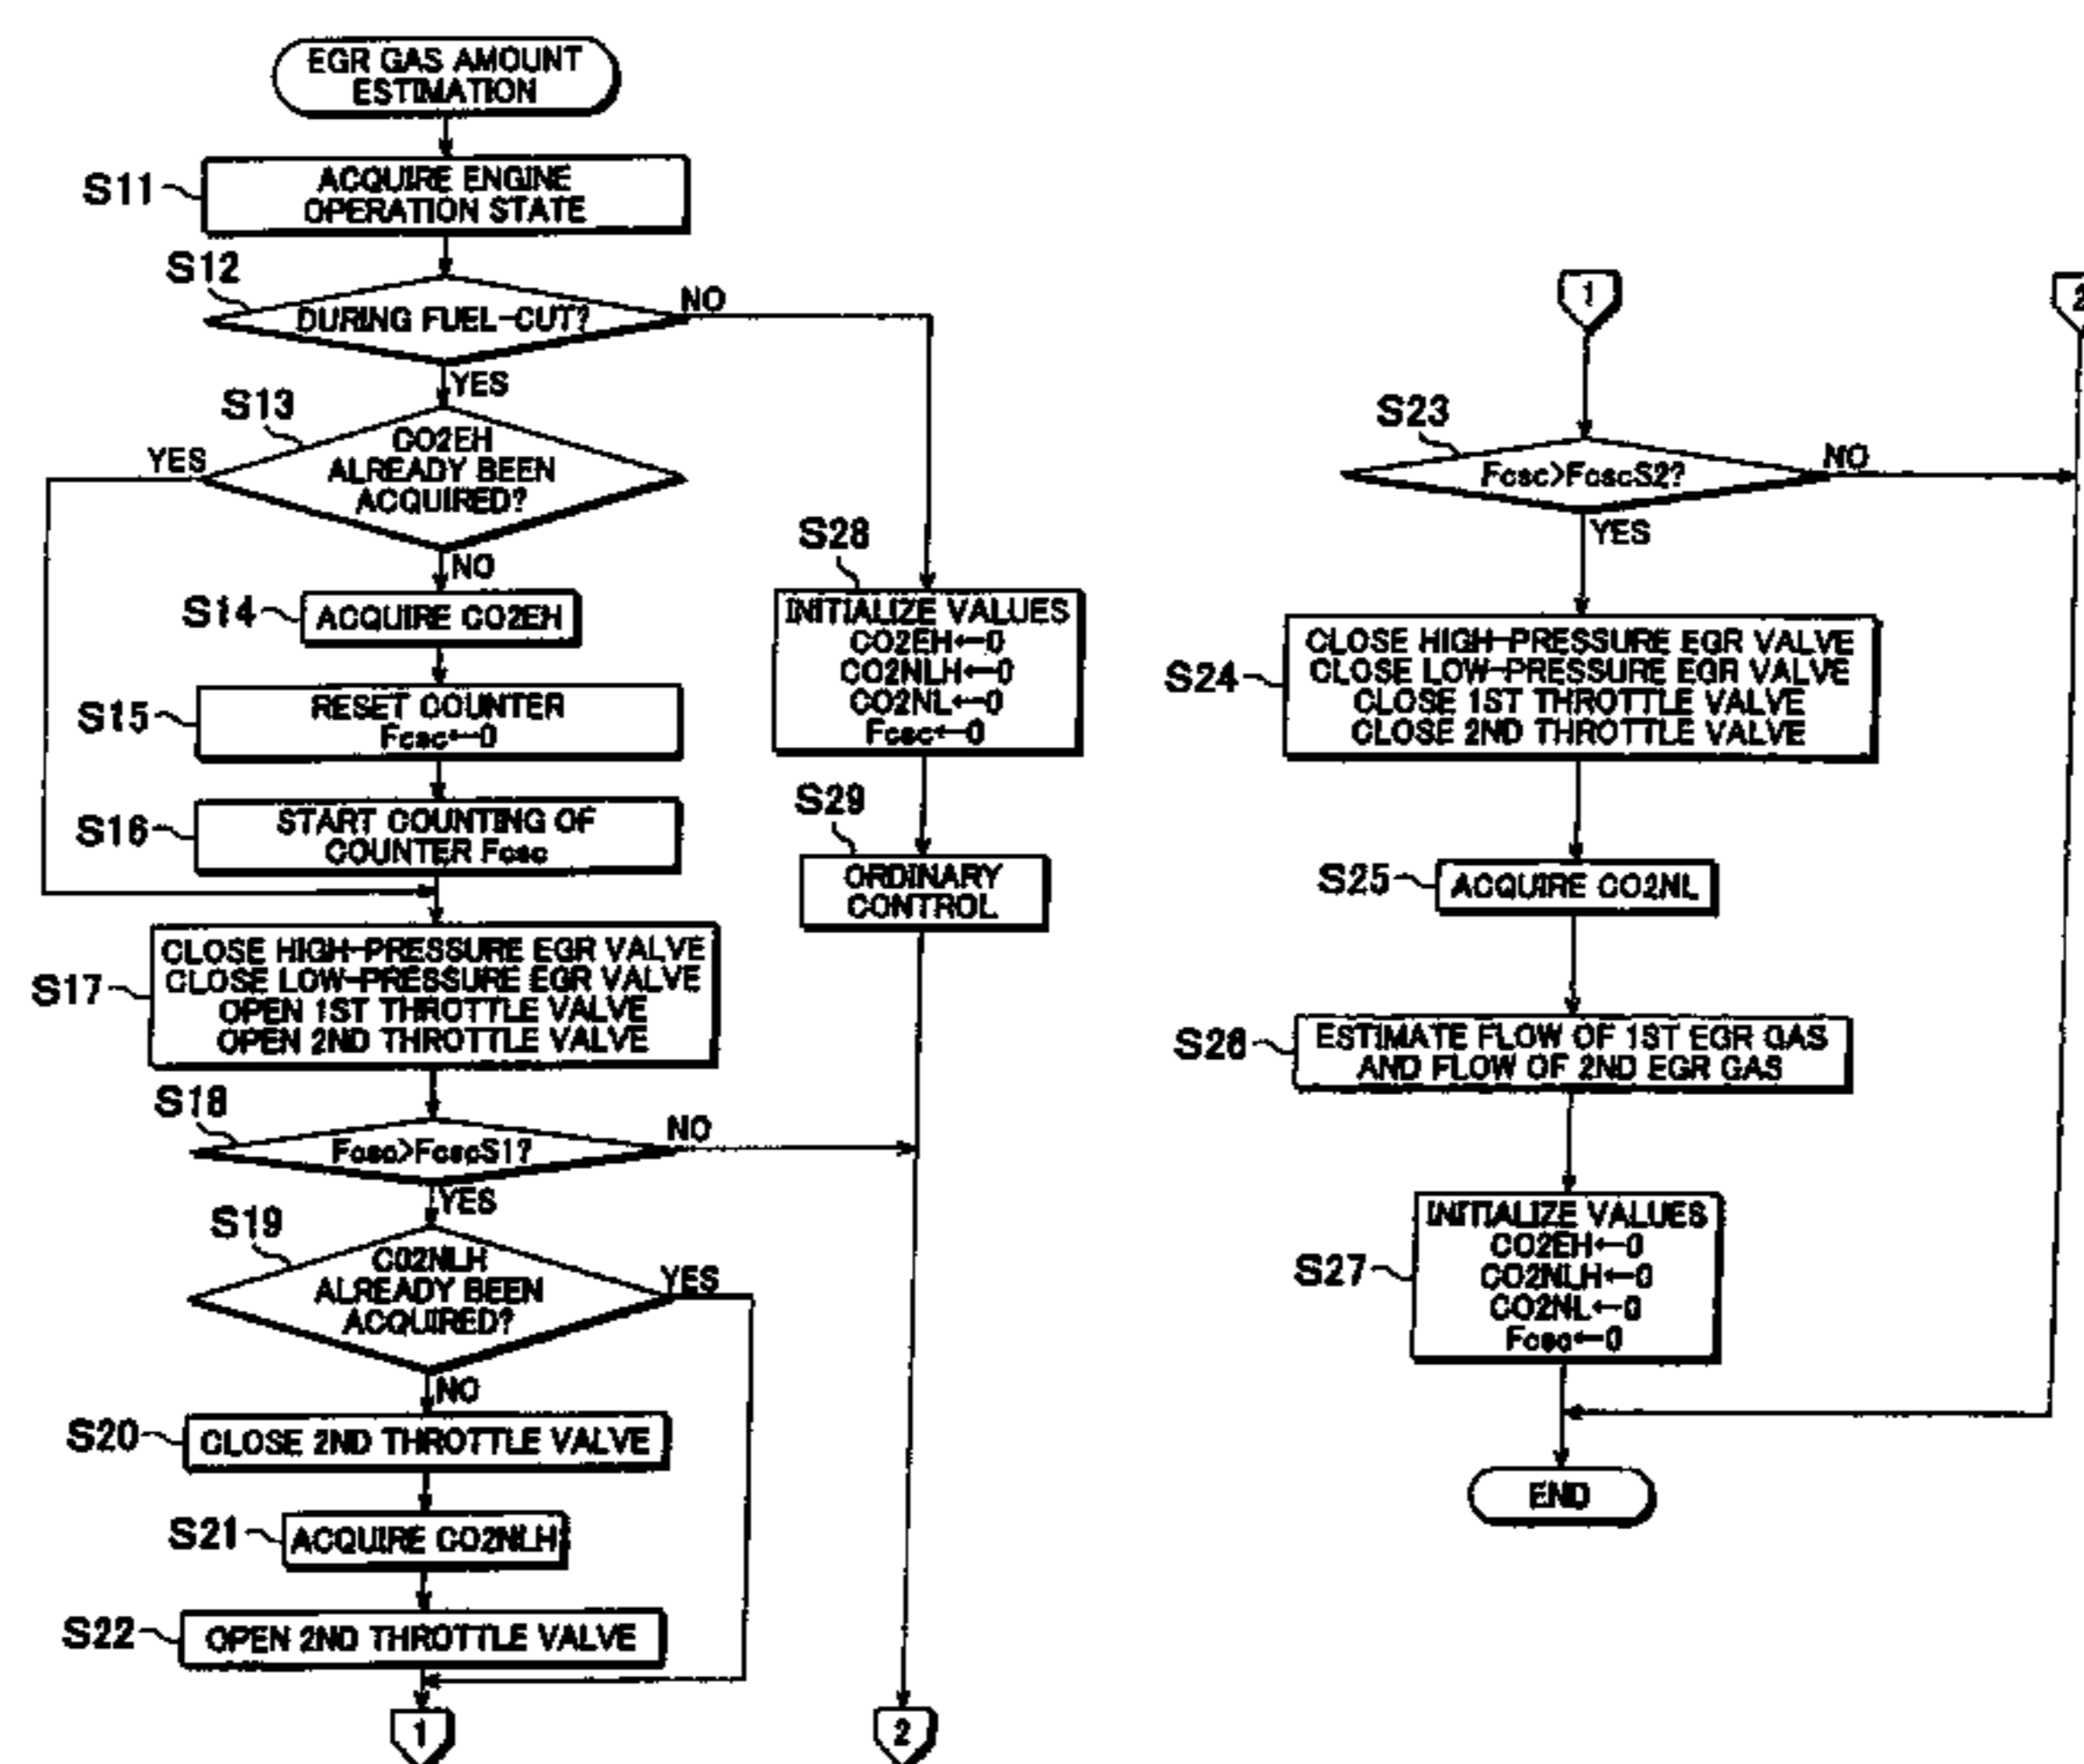 EGR GAS AMOUNT
ESTIMATION
S11
ACQUIRE ENGINE
OPERATION STATE
S12
DURING FUEL-CUT?
NO
YES
S13
CO2EH
ALREADY BEEN
ACQUIRED?
YES
NO
S14
ACQUIRE CO2EH
S15
RESET COUNTER
Fcsc←0
S16
START COUNTING OF
COUNTER Fcsc
S17
CLOSE HIGH-PRESSURE EGR VALVE
CLOSE LOW-PRESSURE EGR VALVE
OPEN 1ST THROTTLE VALVE
OPEN 2ND THROTTLE VALVE
S18
Fcsc>FcscS1?
NO
YES
S19
CO2NLH
ALREADY BEEN
ACQUIRED?
YES
NO
S20
CLOSE 2ND THROTTLE VALVE
S21
ACQUIRE CO2NLH
S22
OPEN 2ND THROTTLE VALVE
1
S28
INITIALIZE VALUES
CO2EH←0
CO2NLH←0
CO2NL←0
Fcsc←0
S29
ORDINARY
CONTROL
2
1
2
S23
Fcsc>FcscS2?
NO
YES
S24
CLOSE HIGH-PRESSURE EGR VALVE
CLOSE LOW-PRESSURE EGR VALVE
CLOSE 1ST THROTTLE VALVE
CLOSE 2ND THROTTLE VALVE
S25
ACQUIRE CO2NL
S26
ESTIMATE FLOW OF 1ST EGR GAS
AND FLOW OF 2ND EGR GAS
S27
INITIALIZE VALUES
CO2EH←0
CO2NLH←0
CO2NL←0
Fcsc←0
END